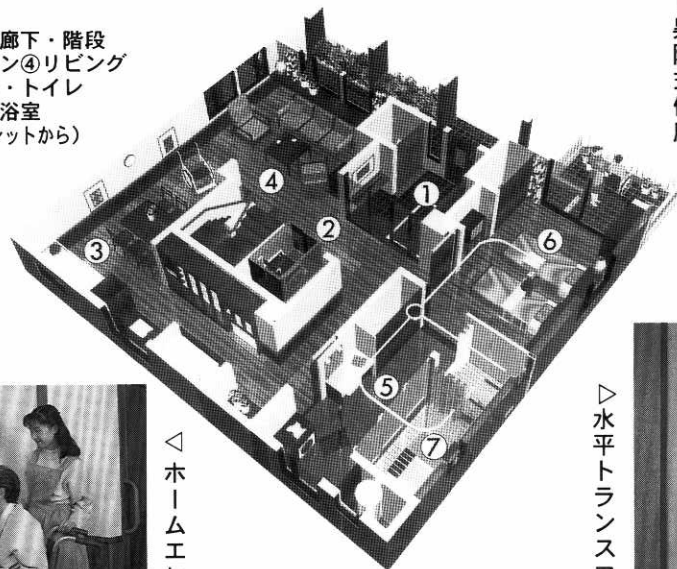 廊下・階段
ン④リビング
・トイレ
浴室
ットから）
①
②
③
④
⑤
⑥
⑦
◁ホームエ
▷水平トランス